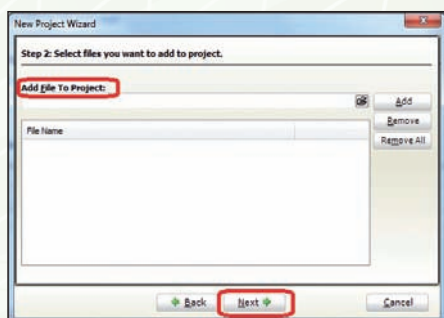 New Project Wizard
Step 2: Select files you want to add to project.
Add File To Project:
Add
File Name
Remove
Remove All
Back
Next
Cancel